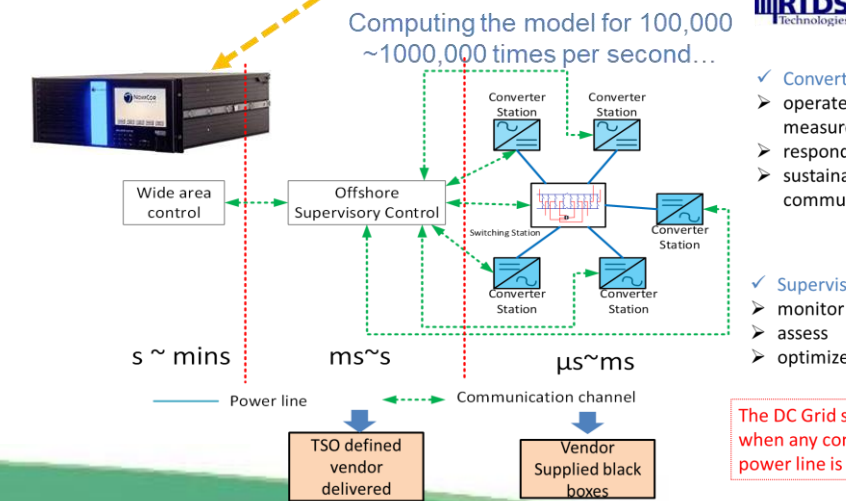 Computing the model for 100,000
~1000,000 times per second…
RTDS
Technologies
NovaCor
Converter
Station
Converter
Station
Wide area
control
Offshore
Supervisory Control
Switching Station
Converter
Station
Converter
Station
Converter
Station
s ~ mins
ms~s
µs~ms
Power line
Communication channel
TSO defined
vendor
delivered
Vendor
Supplied black
boxes
✓ Convert
➢ operate
measure
➢ respond
➢ sustaina
commu
✓ Supervis
➢ monitor
➢ assess
➢ optimize
The DC Grid s
when any con
power line is